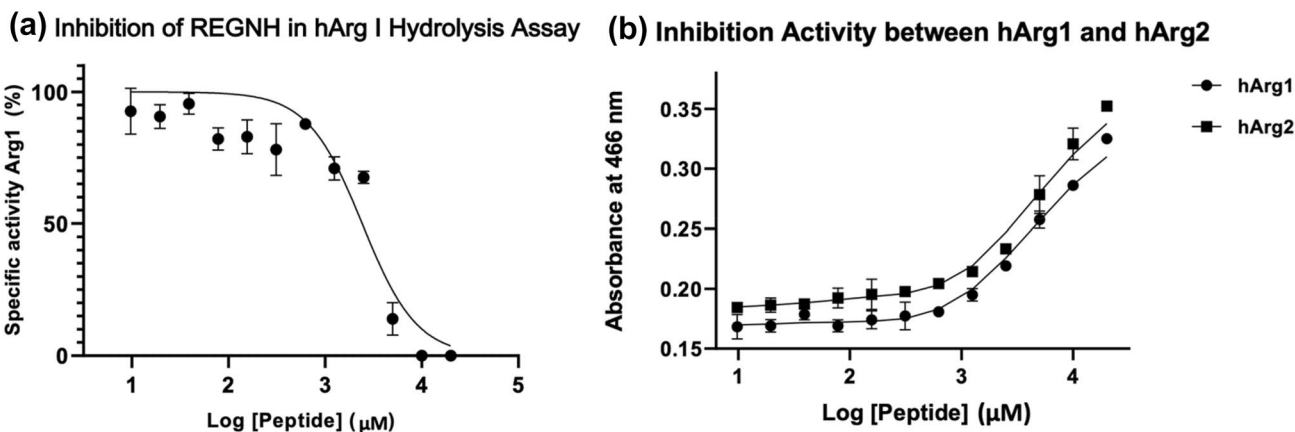 (a) Inhibition of REGNH in hArg I Hydrolysis Assay
Specific activity Arg1 (%)
100
50
0
1 2 3 4 5
Log [Peptide] (μM)
(b) Inhibition Activity between hArg1 and hArg2
Absorbance at 466 nm
0.35
0.30
0.25
0.20
0.15
1 2 3 4
Log [Peptide] (μM)
hArg1
hArg2